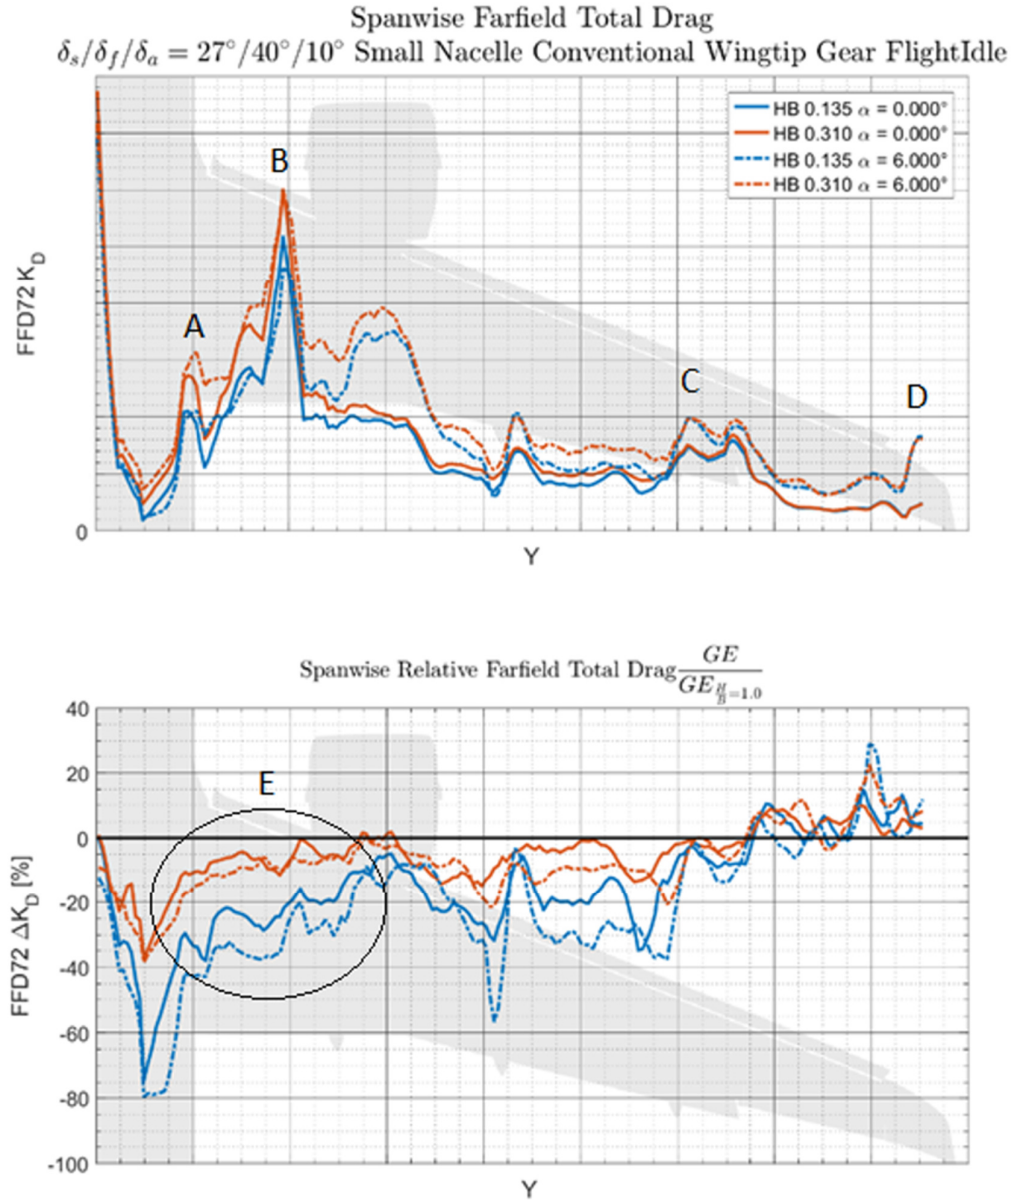 Spanwise Farfield Total Drag
δs/δf/δa = 27°/40°/10° Small Nacelle Conventional Wingtip Gear FlightIdle
HB 0.135 α = 0.000°
HB 0.310 α = 0.000°
HB 0.135 α = 6.000°
HB 0.310 α = 6.000°
B
A
C
D
FFD72 KD
0
Y
Spanwise Relative Farfield Total Drag GE/GE H/B=1.0
40
20
0
-20
-40
-60
-80
-100
E
FFD72 ΔKD [%]
Y